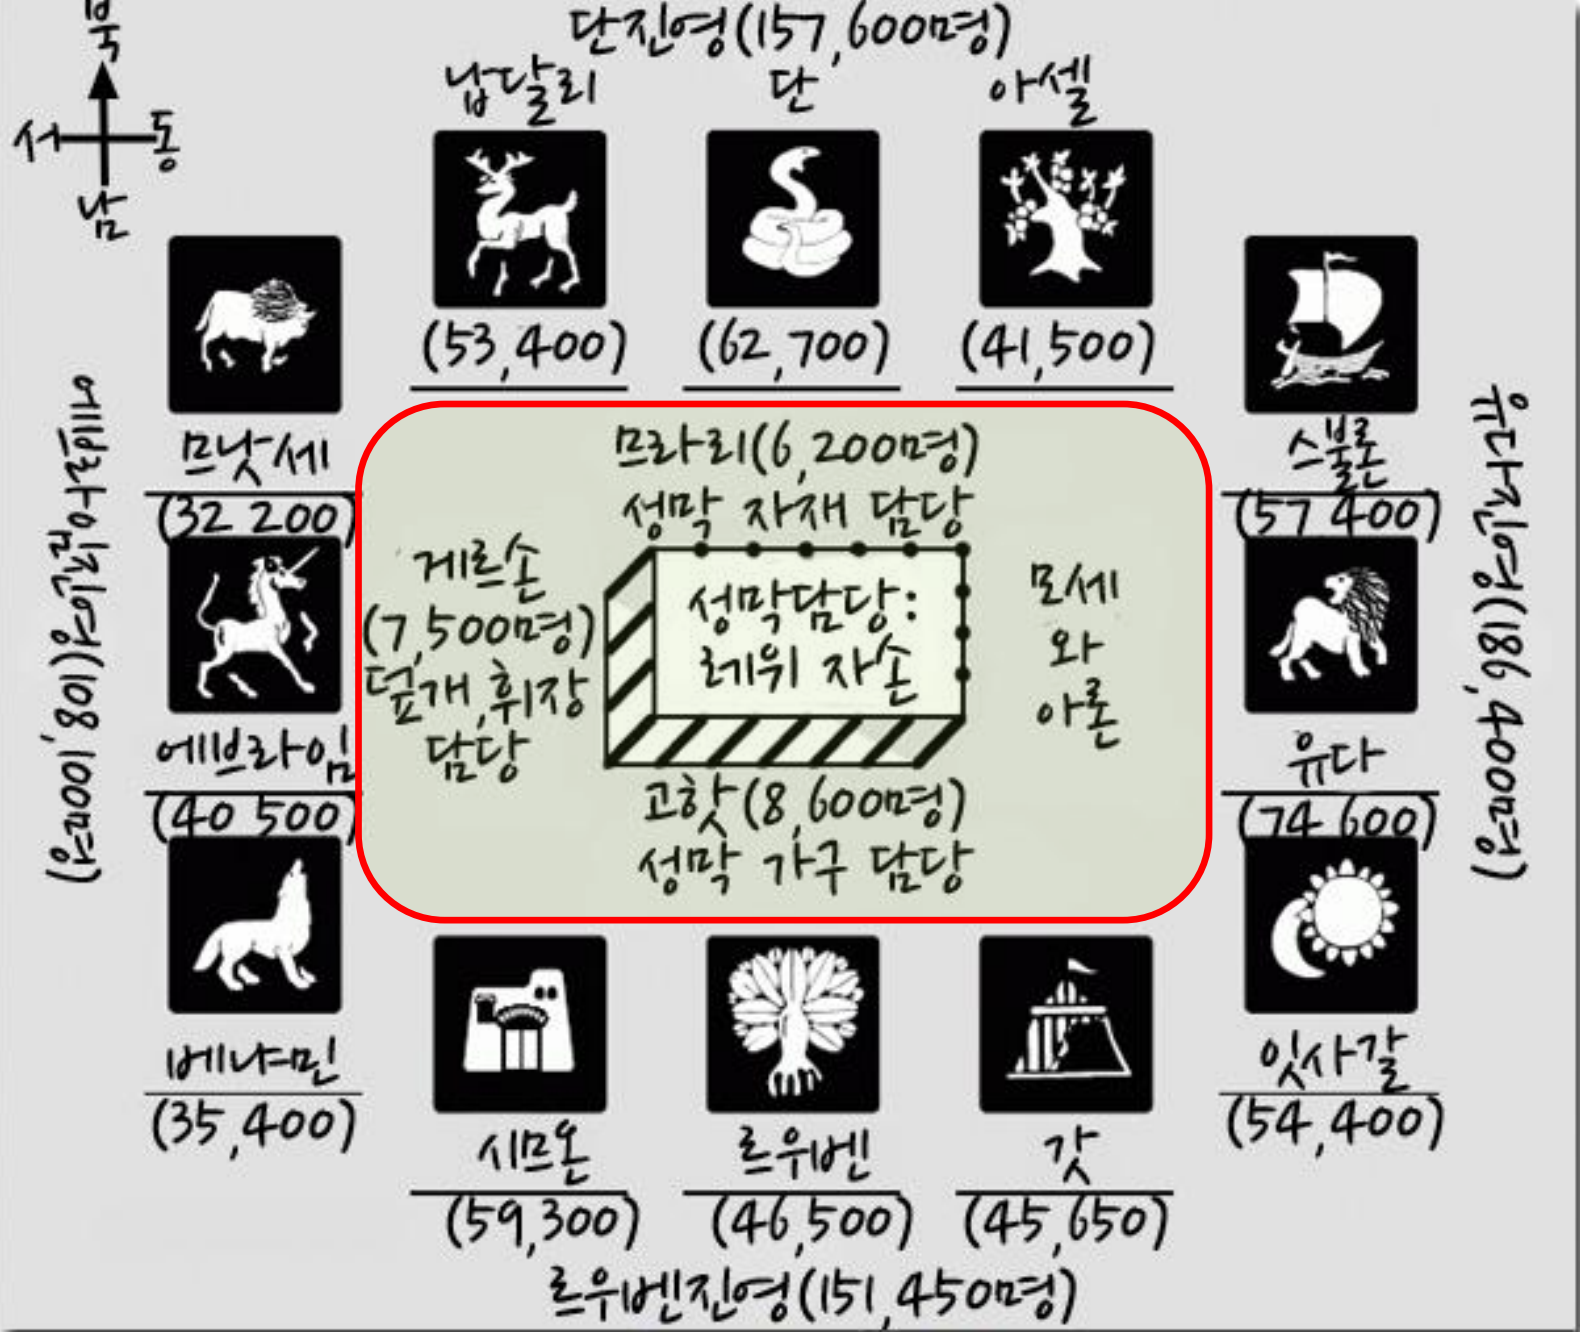 북
서 동
남
단진영(157,600명)
납달리 단 아셀
(53,400) (62,700) (41,500)
므낫세
(32 200)
에브라임
(40 500)
베냐민
(35,400)
에브라임진영(108,100명)
므라리(6,200명)
성막 자재 담당
게르손
(7,500명)
덮개,휘장
담당
성막담당:
레위 자손
모세
와
아론
고핫(8,600명)
성막 가구 담당
스불론
(57 400)
유다
(74 600)
잇사갈
(54,400)
유다진영(186,400명)
시므온 르우벤 갓
(59,300) (46,500) (45,650)
르우벤진영(151,450명)